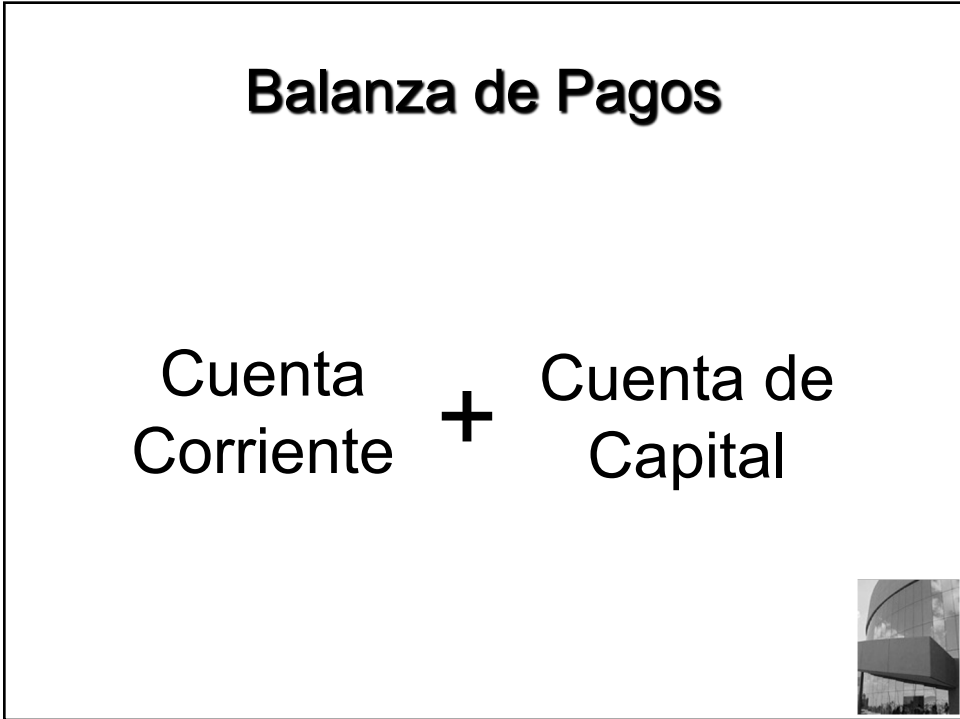 Balanza de Pagos
Cuenta
Corriente
+
Cuenta de
Capital